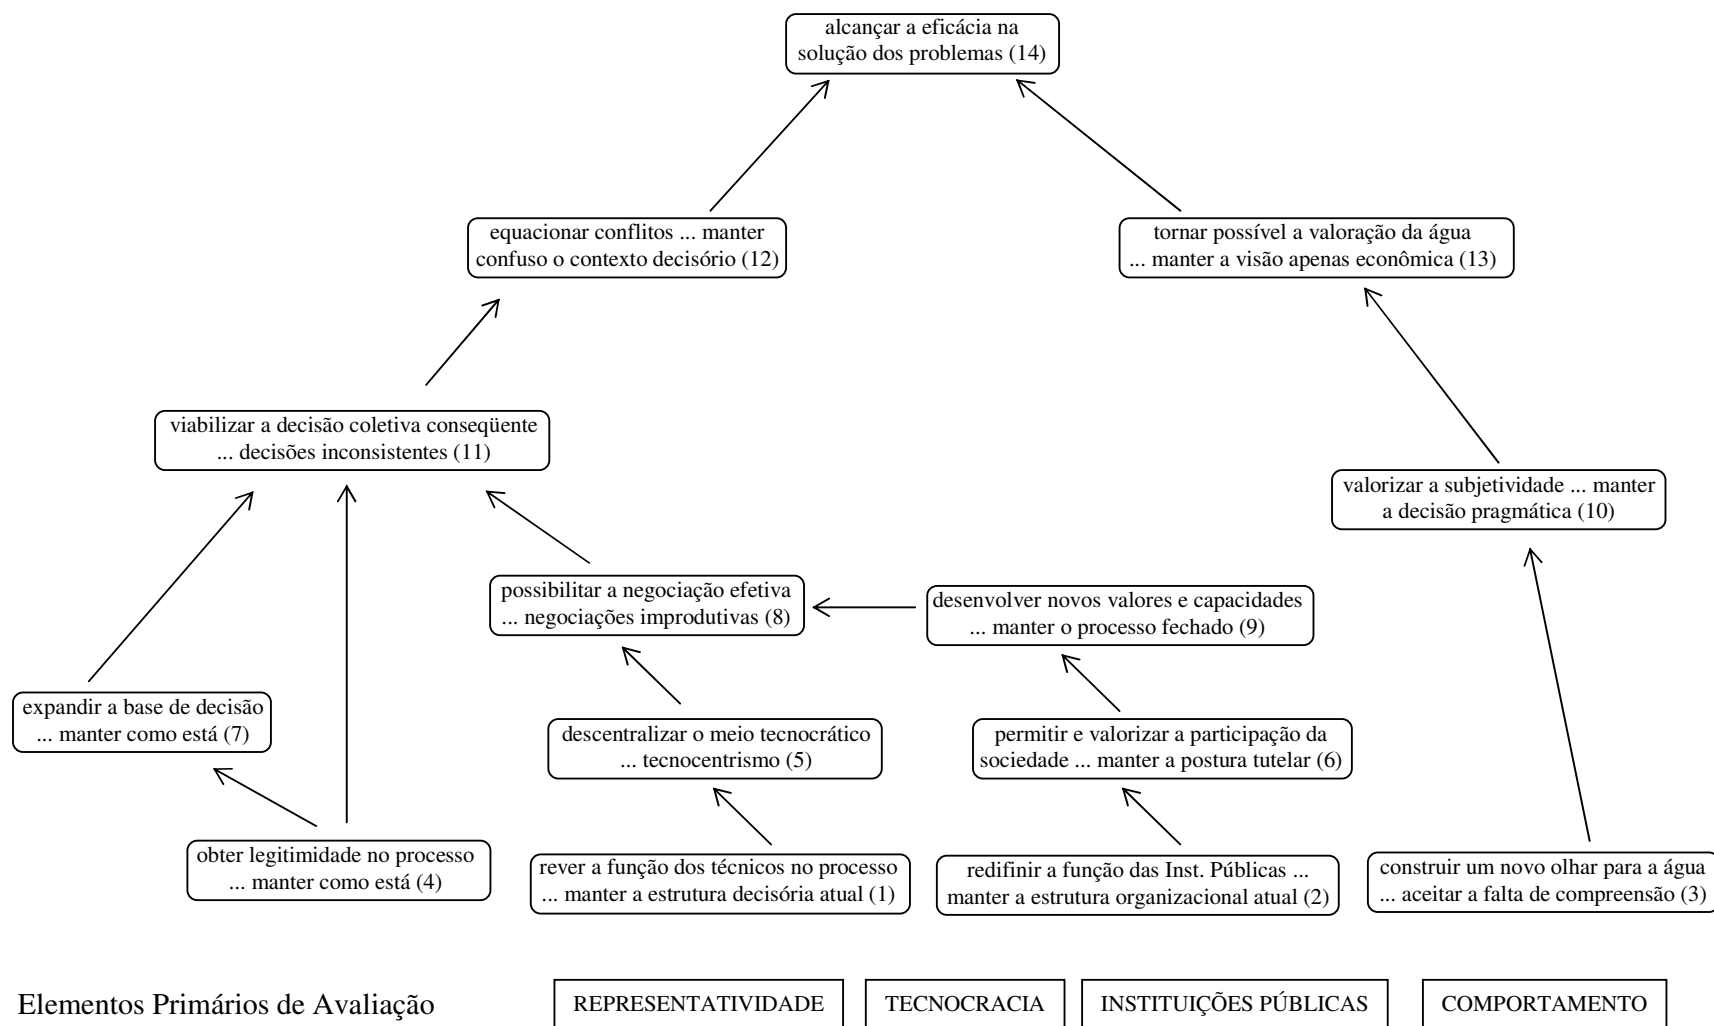 alcançar a eficácia na
solução dos problemas (14)
equacionar conflitos ... manter
confuso o contexto decisório (12)
tornar possível a valoração da água
... manter a visão apenas econômica (13)
viabilizar a decisão coletiva conseqüente
... decisões inconsistentes (11)
valorizar a subjetividade ... manter
a decisão pragmática (10)
possibilitar a negociação efetiva
... negociações improdutivas (8)
desenvolver novos valores e capacidades
... manter o processo fechado (9)
expandir a base de decisão
... manter como está (7)
descentralizar o meio tecnocrático
... tecnocentrismo (5)
permitir e valorizar a participação da
sociedade ... manter a postura tutelar (6)
obter legitimidade no processo
... manter como está (4)
rever a função dos técnicos no processo
... manter a estrutura decisória atual (1)
redifinir a função das Inst. Públicas ...
manter a estrutura organizacional atual (2)
construir um novo olhar para a água
... aceitar a falta de compreensão (3)
Elementos Primários de Avaliação
REPRESENTATIVIDADE
TECNOCRACIA
INSTITUIÇÕES PÚBLICAS
COMPORTAMENTO